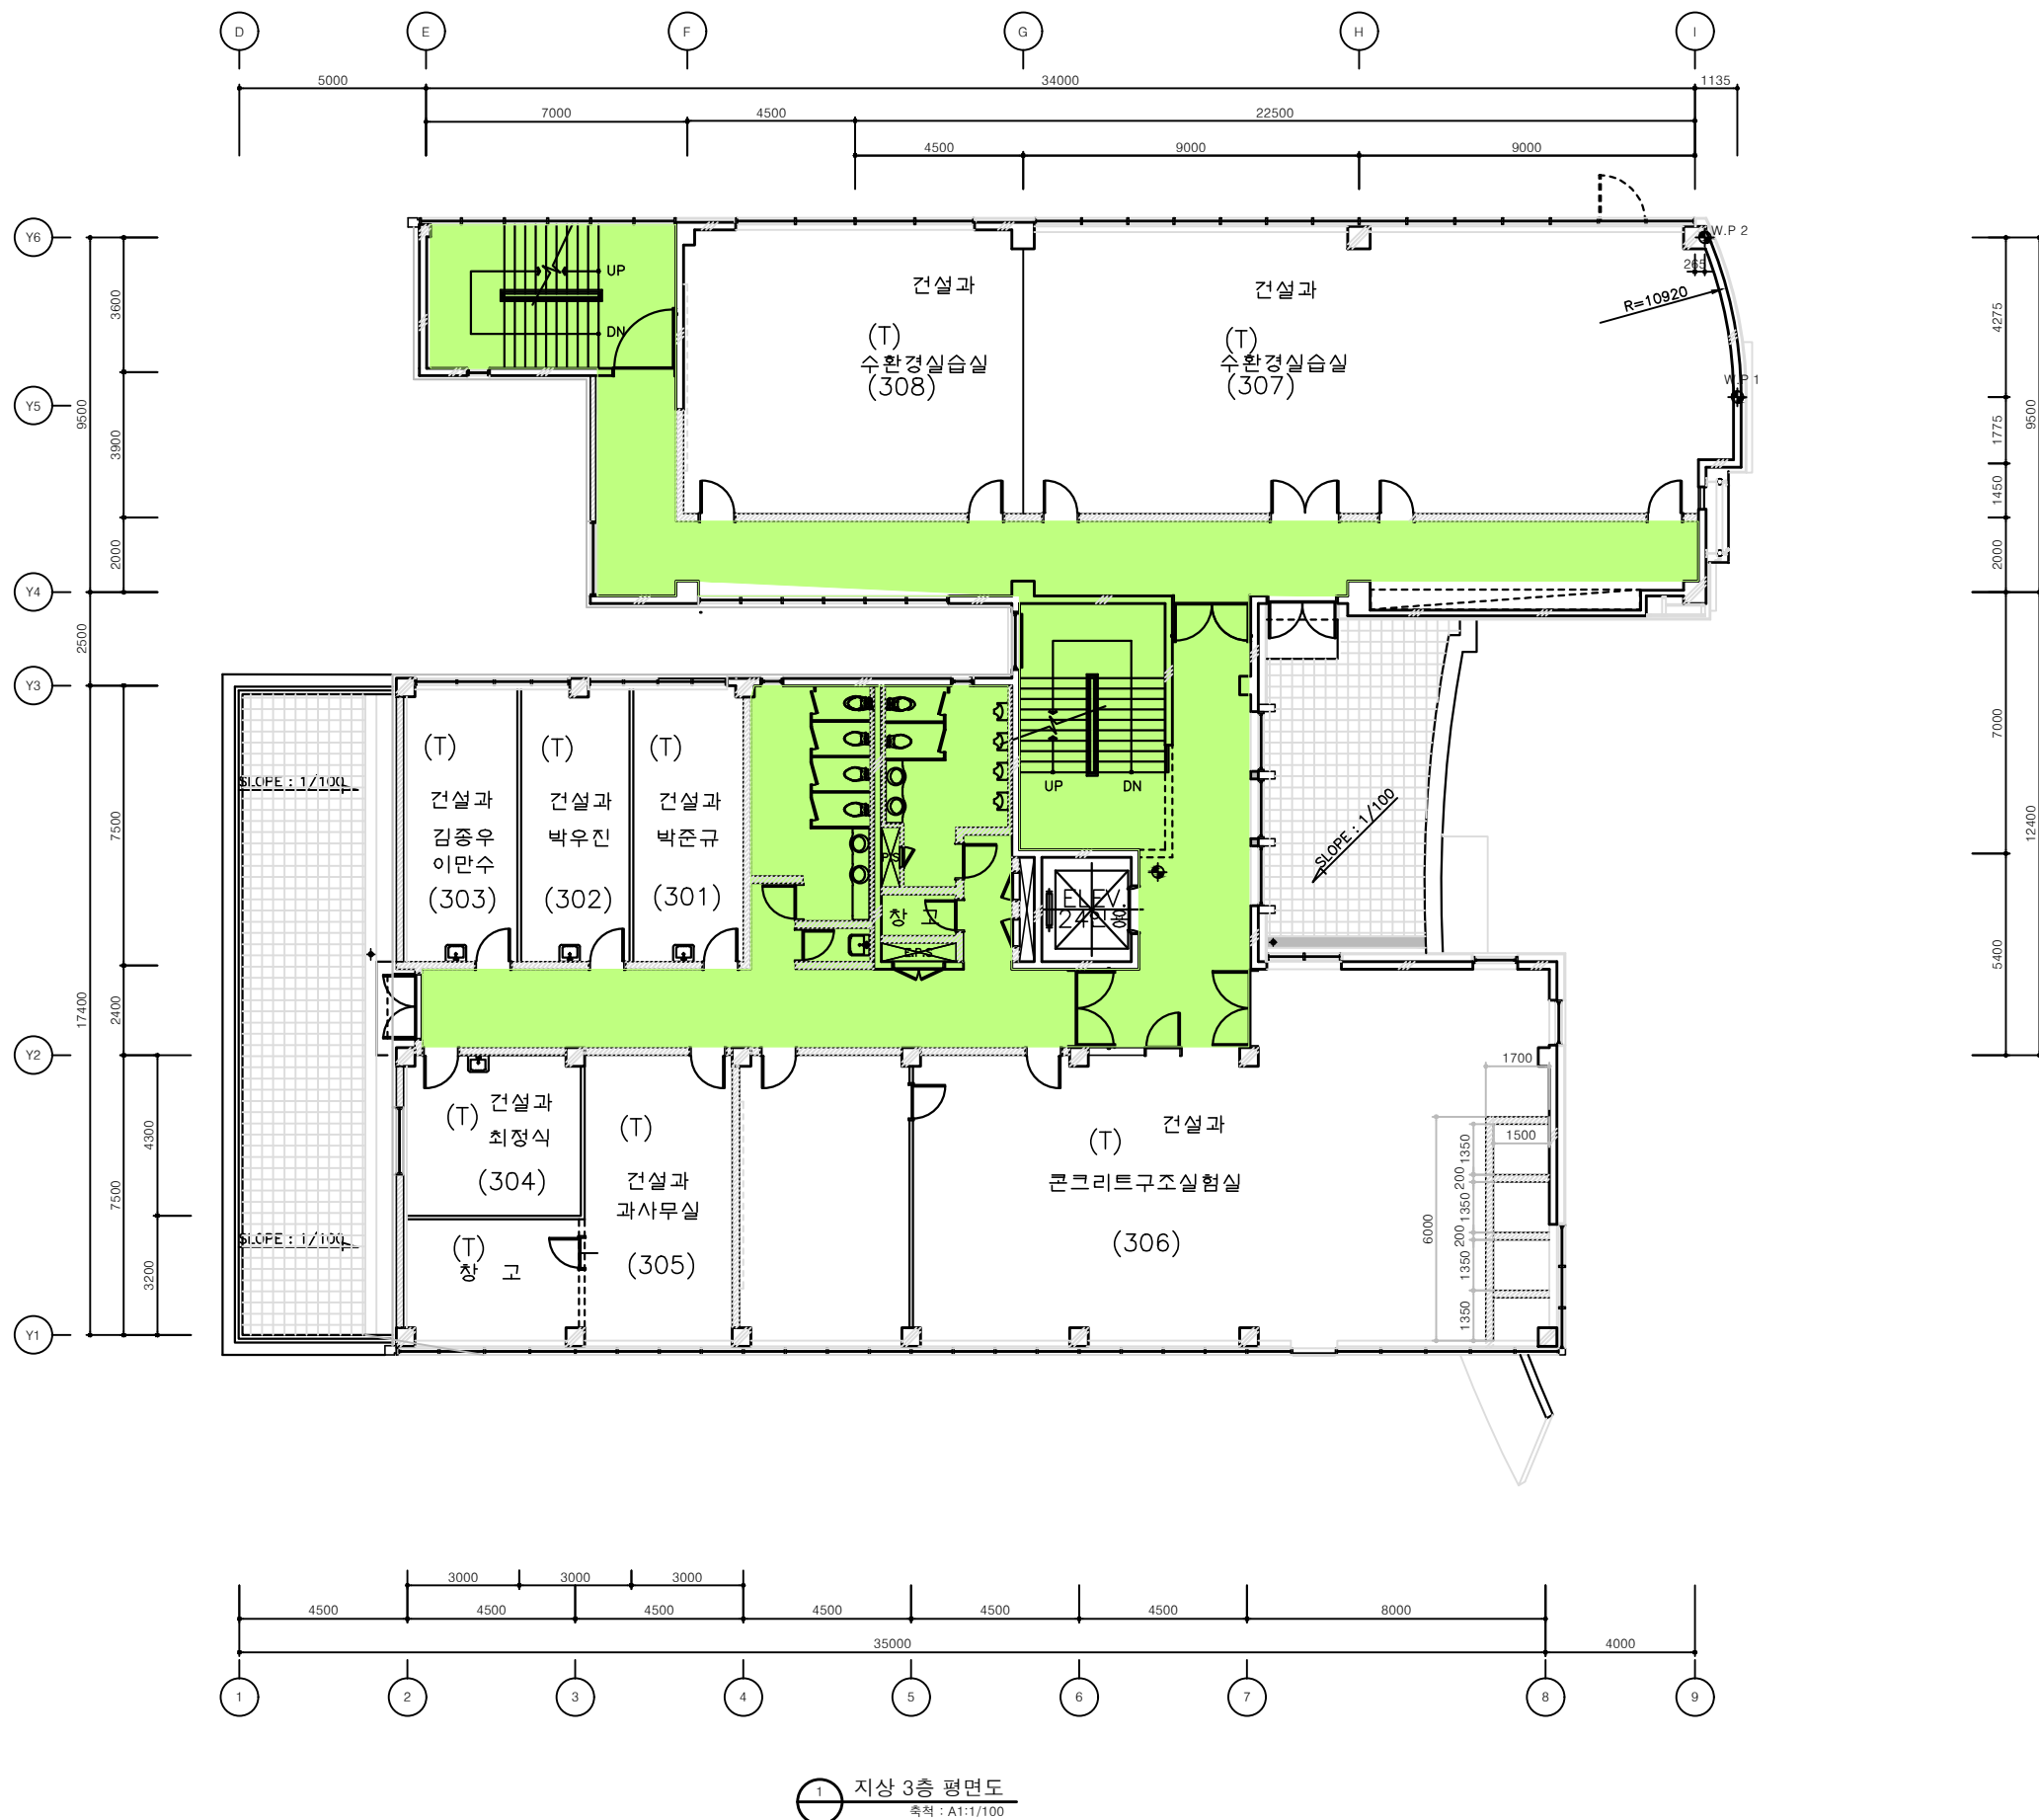 D E F G H I
5000 34000 1135
7000 4500 22500
4500 9000 9000
Y6
Y5
Y4
Y3
Y2
Y1
3600
9500
3900
2000
2500
7500
2400
17400
4300
7500
3200
4275
9500
1775
1450
2000
7000
12400
5400
UP
DN
건설과
(T)
수환경실습실
(308)
건설과
(T)
수환경실습실
(307)
W.P 2
265
R=10920
W.P 1
SLOPE : 1/100
(T)
건설과
김종우
이만수
(303)
(T)
건설과
박우진
(302)
(T)
건설과
박준규
(301)
P.S
창 고
E.P.S
UP
DN
ELEV.
24인용
SLOPE : 1/100
건설과
(T)
최정식
(304)
(T)
창 고
(T)
건설과
과사무실
(305)
건설과
(T)
콘크리트구조실험실
(306)
1700
1500
1350
200
1350
200
1350
1350
6000
SLOPE : 1/100
3000 3000 3000
4500 4500 4500 4500 4500 4500 8000
35000 4000
1 2 3 4 5 6 7 8 9
1 지상 3층 평면도
축척 : A1:1/100